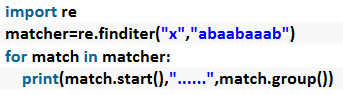 import re
matcher=re.finditer("x","abaabaaab")
for match in matcher:
    print(match.start(),"......",match.group())